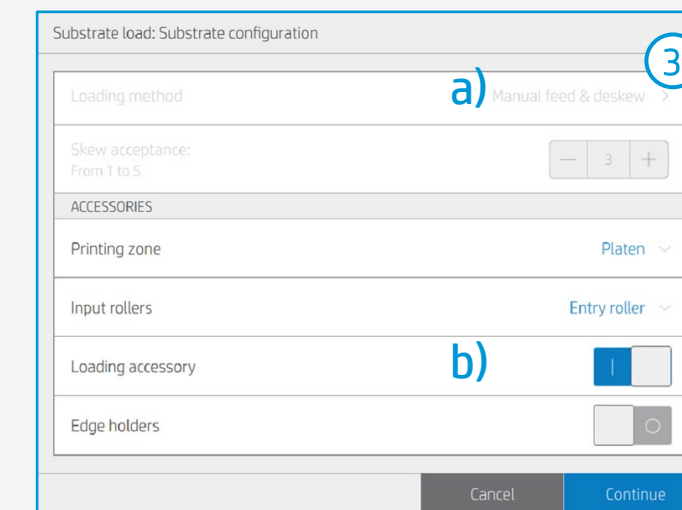 Substrate load: Substrate configuration
3
Loading method a) Manual feed & deskew >
Skew acceptance:
From 1 to 5
— 3 +
ACCESSORIES
Printing zone Platen
Input rollers Entry roller
Loading accessory b)
Edge holders
Cancel Continue